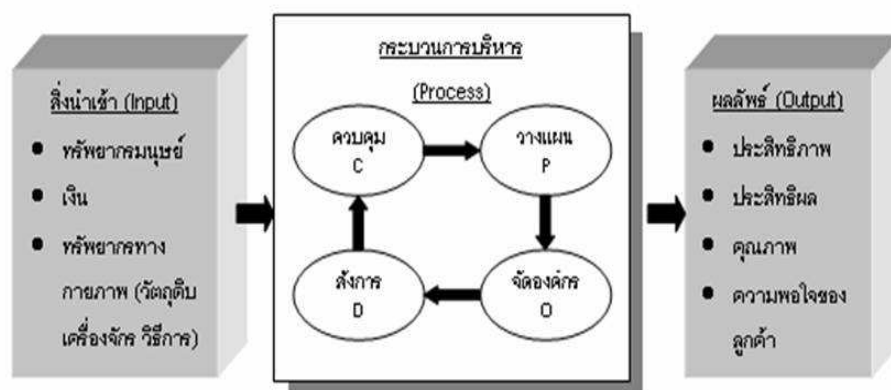 สิ่งนำเข้า (Input)
● ทรัพยากรมนุษย์
● เงิน
● ทรัพยากรทาง
กายภาพ (วัตถุดิบ
เครื่องจักร วิธีการ)
กระบวนการบริหาร
(Process)
ควบคุม
C
วางแผน
P
สั่งการ
D
จัดองค์กร
O
ผลลัพธ์ (Output)
● ประสิทธิภาพ
● ประสิทธิผล
● คุณภาพ
● ความพอใจของ
ลูกค้า